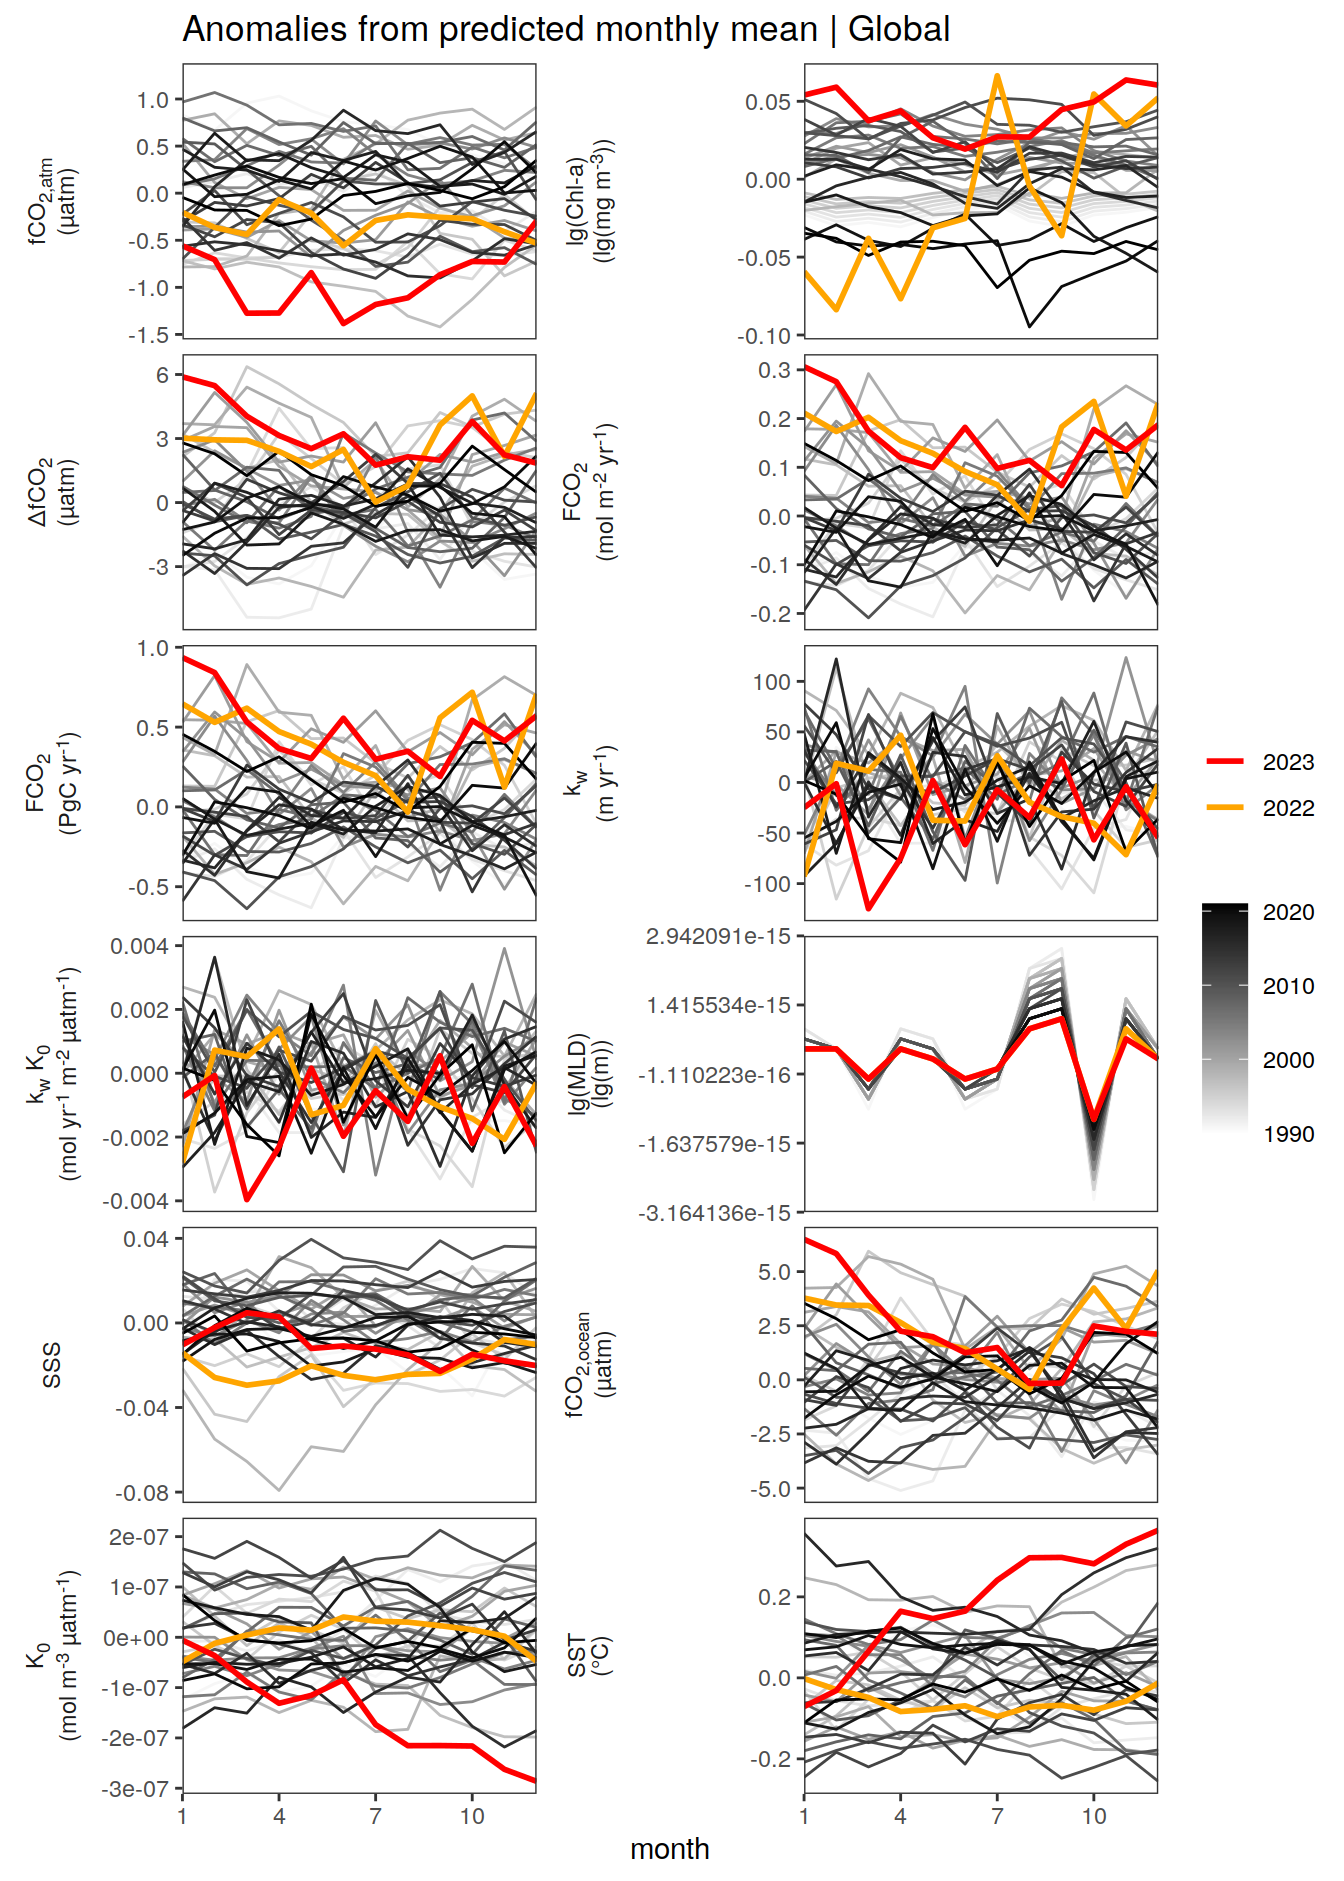 Anomalies from predicted monthly mean | Global
fCO2,atm
(µatm)
1.0
0.5
0.0
-0.5
-1.0
-1.5
lg(Chl-a)
(lg(mg m-3))
0.05
0.00
-0.05
-0.10
ΔfCO2
(µatm)
6
3
0
-3
FCO2
(mol m-2 yr-1)
0.3
0.2
0.1
0.0
-0.1
-0.2
FCO2
(PgC yr-1)
1.0
0.5
0.0
-0.5
kw
(m yr-1)
100
50
0
-50
-100
kw K0
(mol yr-1 m-2 µatm-1)
0.004
0.002
0.000
-0.002
-0.004
lg(MLD)
(lg(m))
2.942091e-15
1.415534e-15
-1.110223e-16
-1.637579e-15
-3.164136e-15
SSS
0.04
0.00
-0.04
-0.08
fCO2,ocean
(µatm)
5.0
2.5
0.0
-2.5
-5.0
K0
(mol m-3 µatm-1)
2e-07
1e-07
0e+00
-1e-07
-2e-07
-3e-07
SST
(°C)
0.2
0.0
-0.2
1 4 7 10
1 4 7 10
month
2023
2022
2020
2010
2000
1990